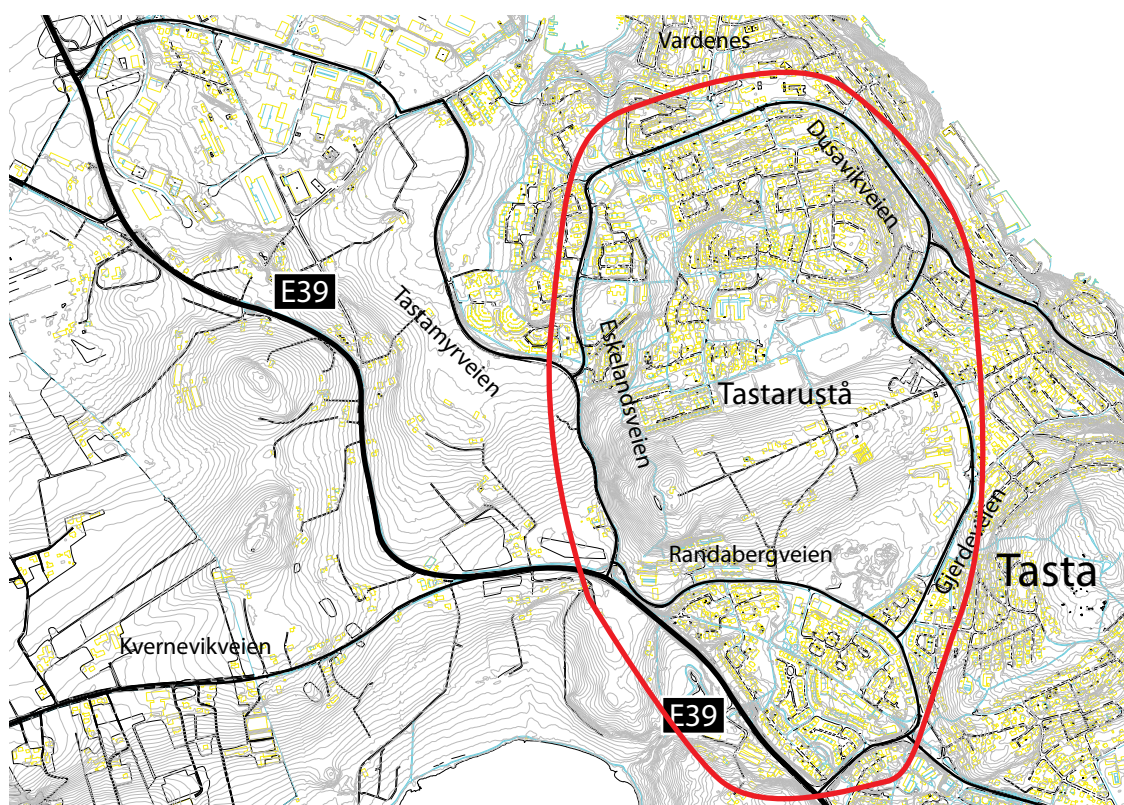 Vardenes
Dusavikveien
E39
Tastamyrveien
Eskelandsveien
Tastarustå
Randabergveien
Gjerdeveien
Tasta
Kvernevikveien
E39